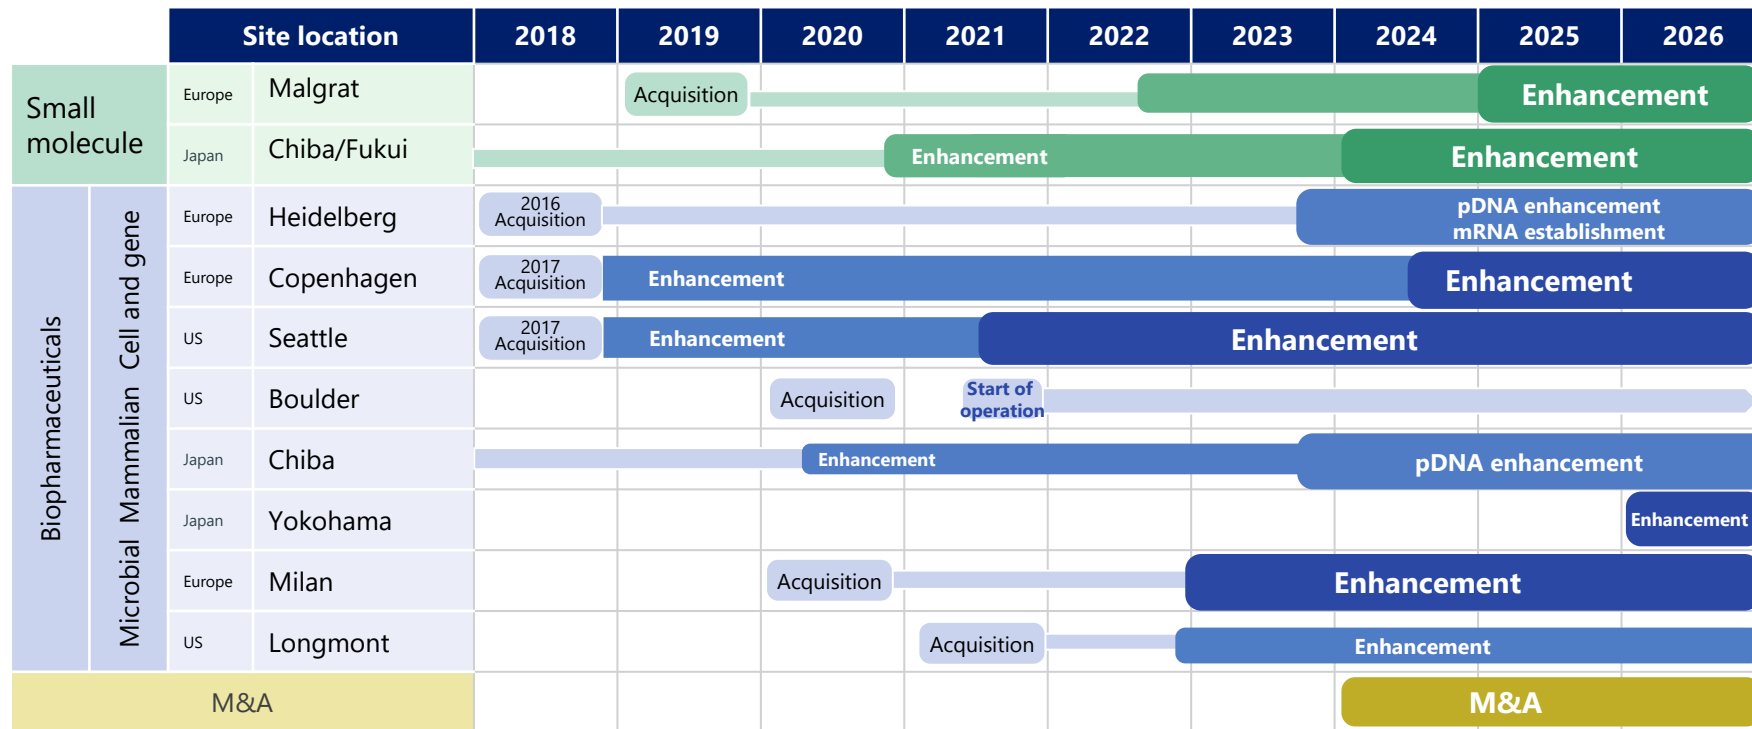 Site location 2018 2019 2020 2021 2022 2023 2024 2025 2026
Small
molecule
Europe Malgrat Acquisition Enhancement
Japan Chiba/Fukui Enhancement Enhancement
Biopharmaceuticals
Microbial Mammalian Cell and gene
Europe Heidelberg
2016
Acquisition
pDNA enhancement
mRNA establishment
Europe Copenhagen
2017
Acquisition
Enhancement Enhancement
US Seattle
2017
Acquisition
Enhancement Enhancement
US Boulder Acquisition
Start of
operation
Japan Chiba Enhancement pDNA enhancement
Japan Yokohama Enhancement
Europe Milan Acquisition Enhancement
US Longmont Acquisition Enhancement
M&A M&A